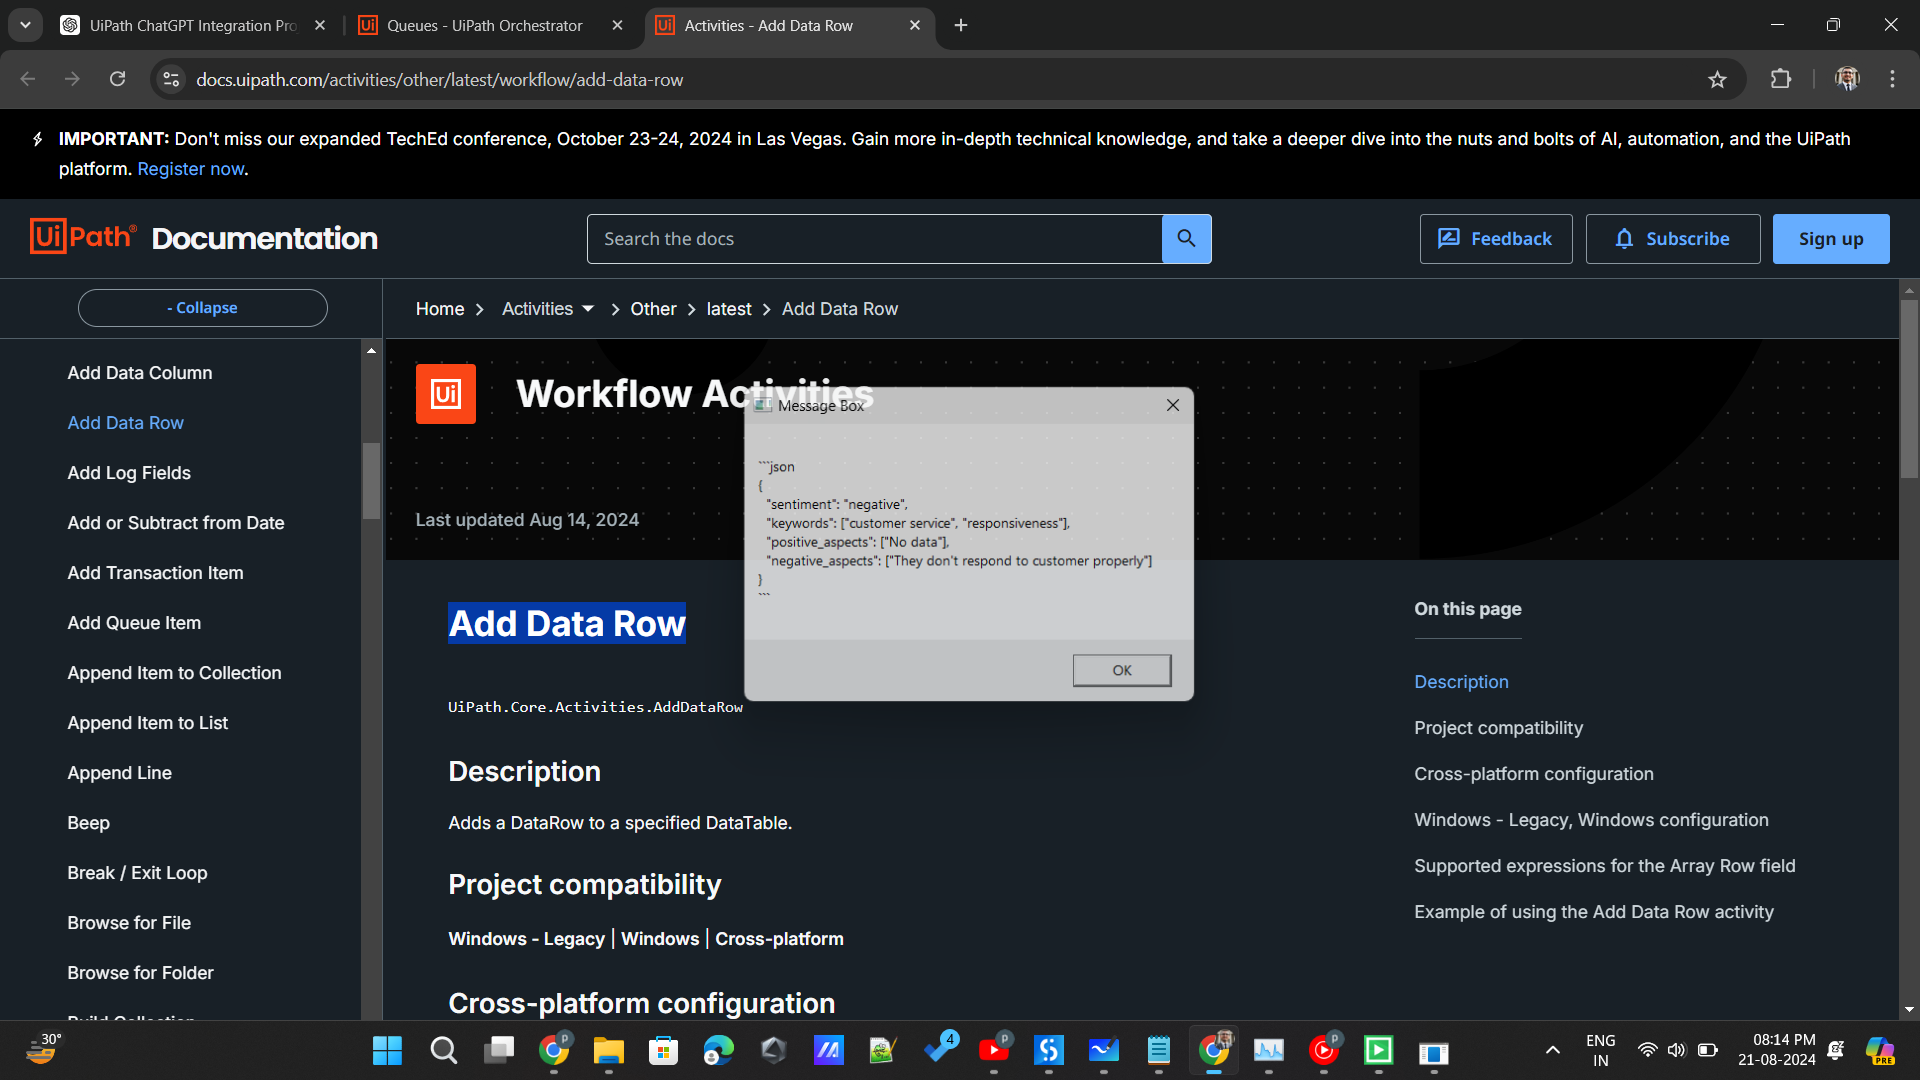 UiPath ChatGPT Integration Pro
Queues - UiPath Orchestrator
Activities - Add Data Row
docs.uipath.com/activities/other/latest/workflow/add-data-row
IMPORTANT: Don't miss our expanded TechEd conference, October 23-24, 2024 in Las Vegas. Gain more in-depth technical knowledge, and take a deeper dive into the nuts and bolts of AI, automation, and the UiPath
platform. Register now.
UiPath® Documentation
Search the docs
Feedback
Subscribe
Sign up
- Collapse
Home > Activities > Other > latest > Add Data Row
Add Data Column
Add Data Row
Add Log Fields
Add or Subtract from Date
Add Transaction Item
Add Queue Item
Append Item to Collection
Append Item to List
Append Line
Beep
Break / Exit Loop
Browse for File
Browse for Folder
Build Collection
Ui
Workflow Activities
Last updated Aug 14, 2024
Message Box
```json
{
"sentiment": "negative",
"keywords": ["customer service", "responsiveness"],
"positive_aspects": ["No data"],
"negative_aspects": ["They don't respond to customer properly"]
}
```
OK
Add Data Row
UiPath.Core.Activities.AddDataRow
Description
Adds a DataRow to a specified DataTable.
Project compatibility
Windows - Legacy | Windows | Cross-platform
Cross-platform configuration
On this page
Description
Project compatibility
Cross-platform configuration
Windows - Legacy, Windows configuration
Supported expressions for the Array Row field
Example of using the Add Data Row activity
30°
P
4
P
P
ENG
IN
08:14 PM
21-08-2024
PRE